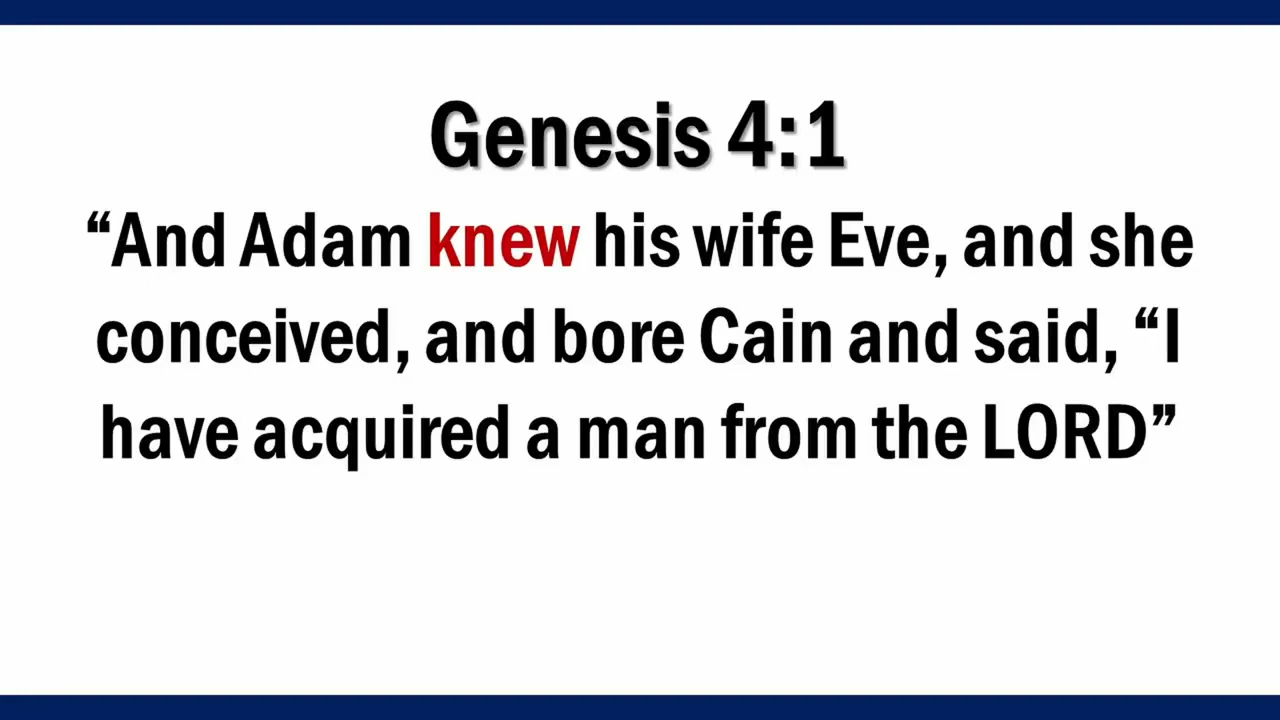 Genesis 4:1
“And Adam knew his wife Eve, and she
conceived, and bore Cain and said, “I
have acquired a man from the LORD”